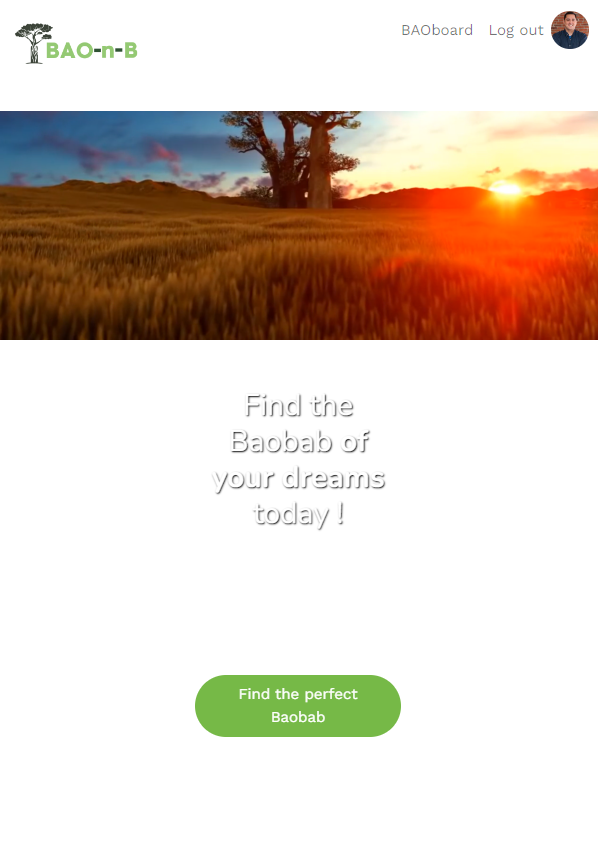 BAO-n-B
BAOboard Log out
Find the
Baobab of
your dreams
today !
Find the perfect
Baobab